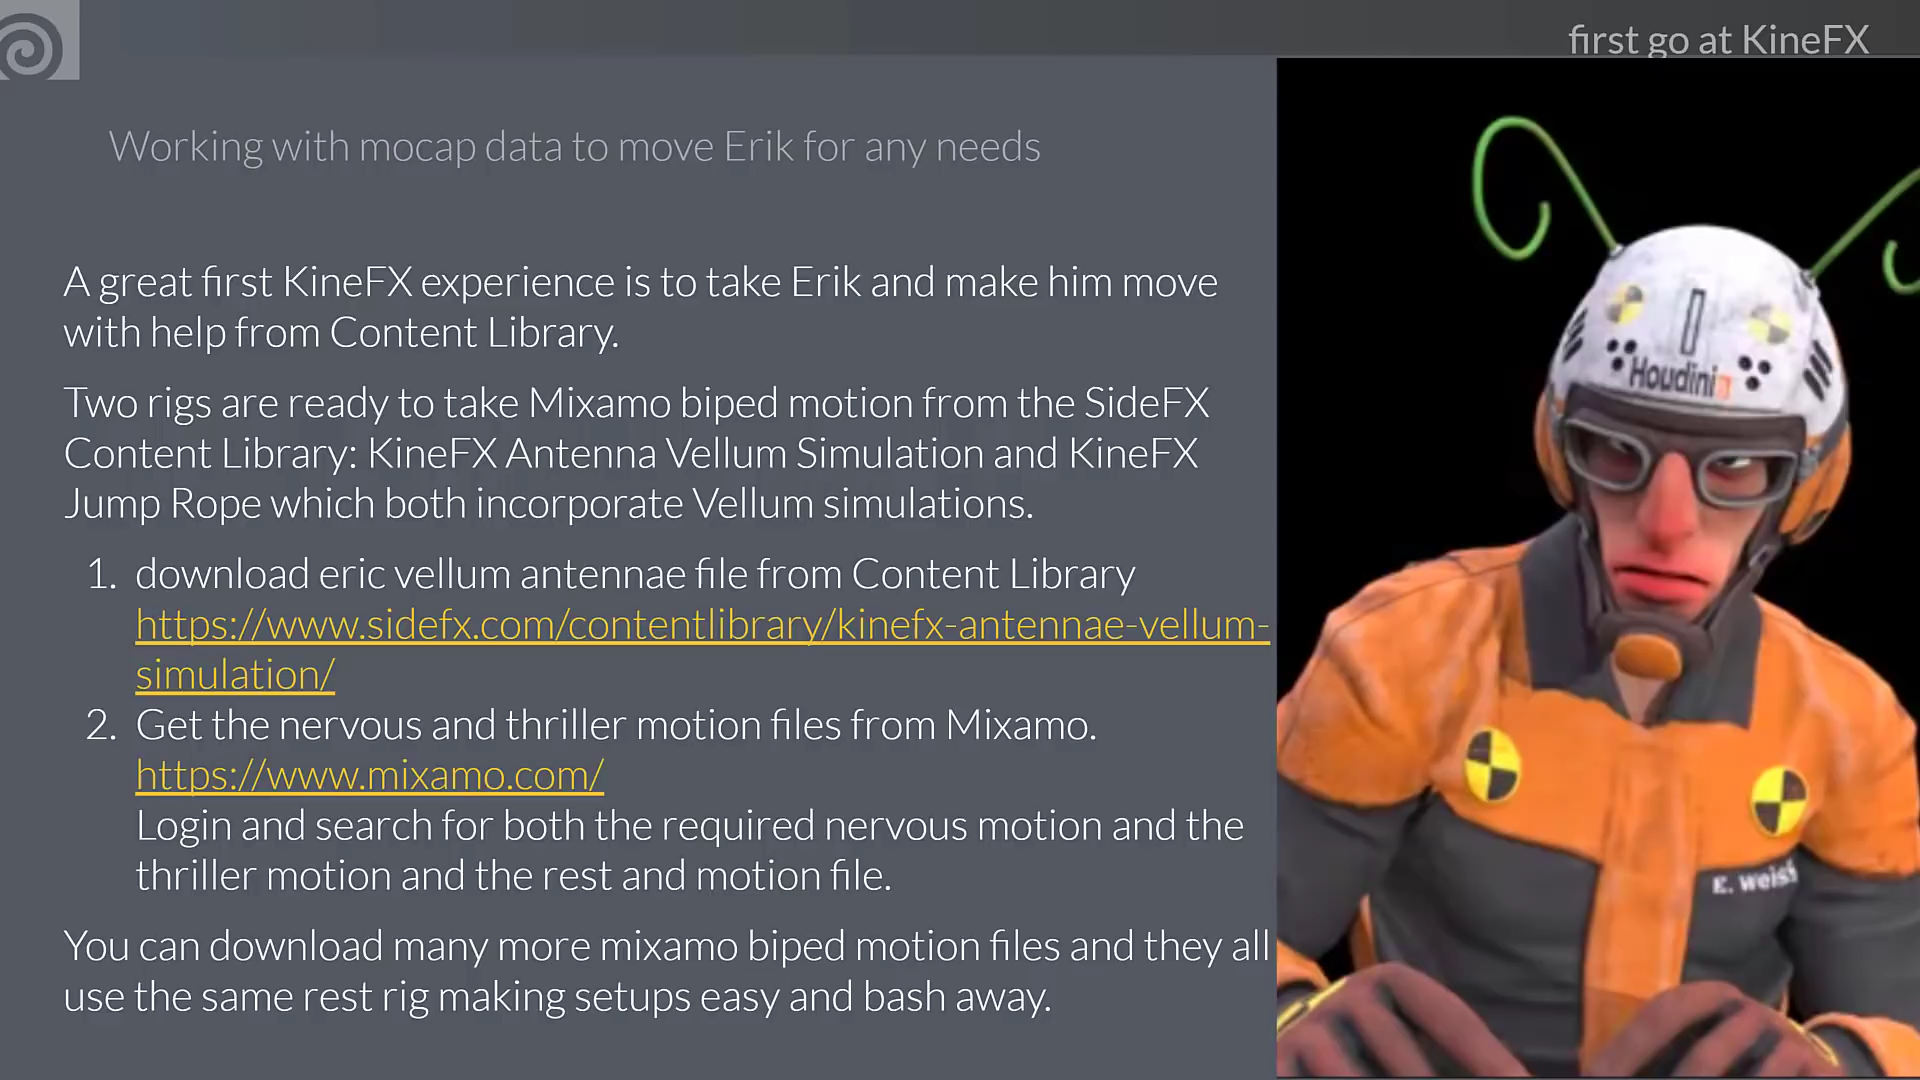 first go at KineFX
Working with mocap data to move Erik for any needs
A great first KineFX experience is to take Erik and make him move
with help from Content Library.
Two rigs are ready to take Mixamo biped motion from the SideFX
Content Library: KineFX Antenna Vellum Simulation and KineFX
Jump Rope which both incorporate Vellum simulations.
1. download eric vellum antennae file from Content Library
https://www.sidefx.com/contentlibrary/kinefx-antennae-vellum-
simulation/
2. Get the nervous and thriller motion files from Mixamo.
https://www.mixamo.com/
Login and search for both the required nervous motion and the
thriller motion and the rest and motion file.
You can download many more mixamo biped motion files and they all
use the same rest rig making setups easy and bash away.
Houdini
E. Weish